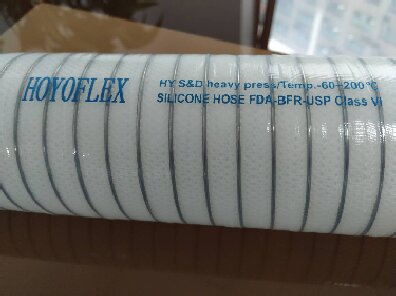 HOYOFLEX
HY S&D heavy press/Temp.-60~200°C
SILICONE HOSE FDA-BFR-USP Class VI